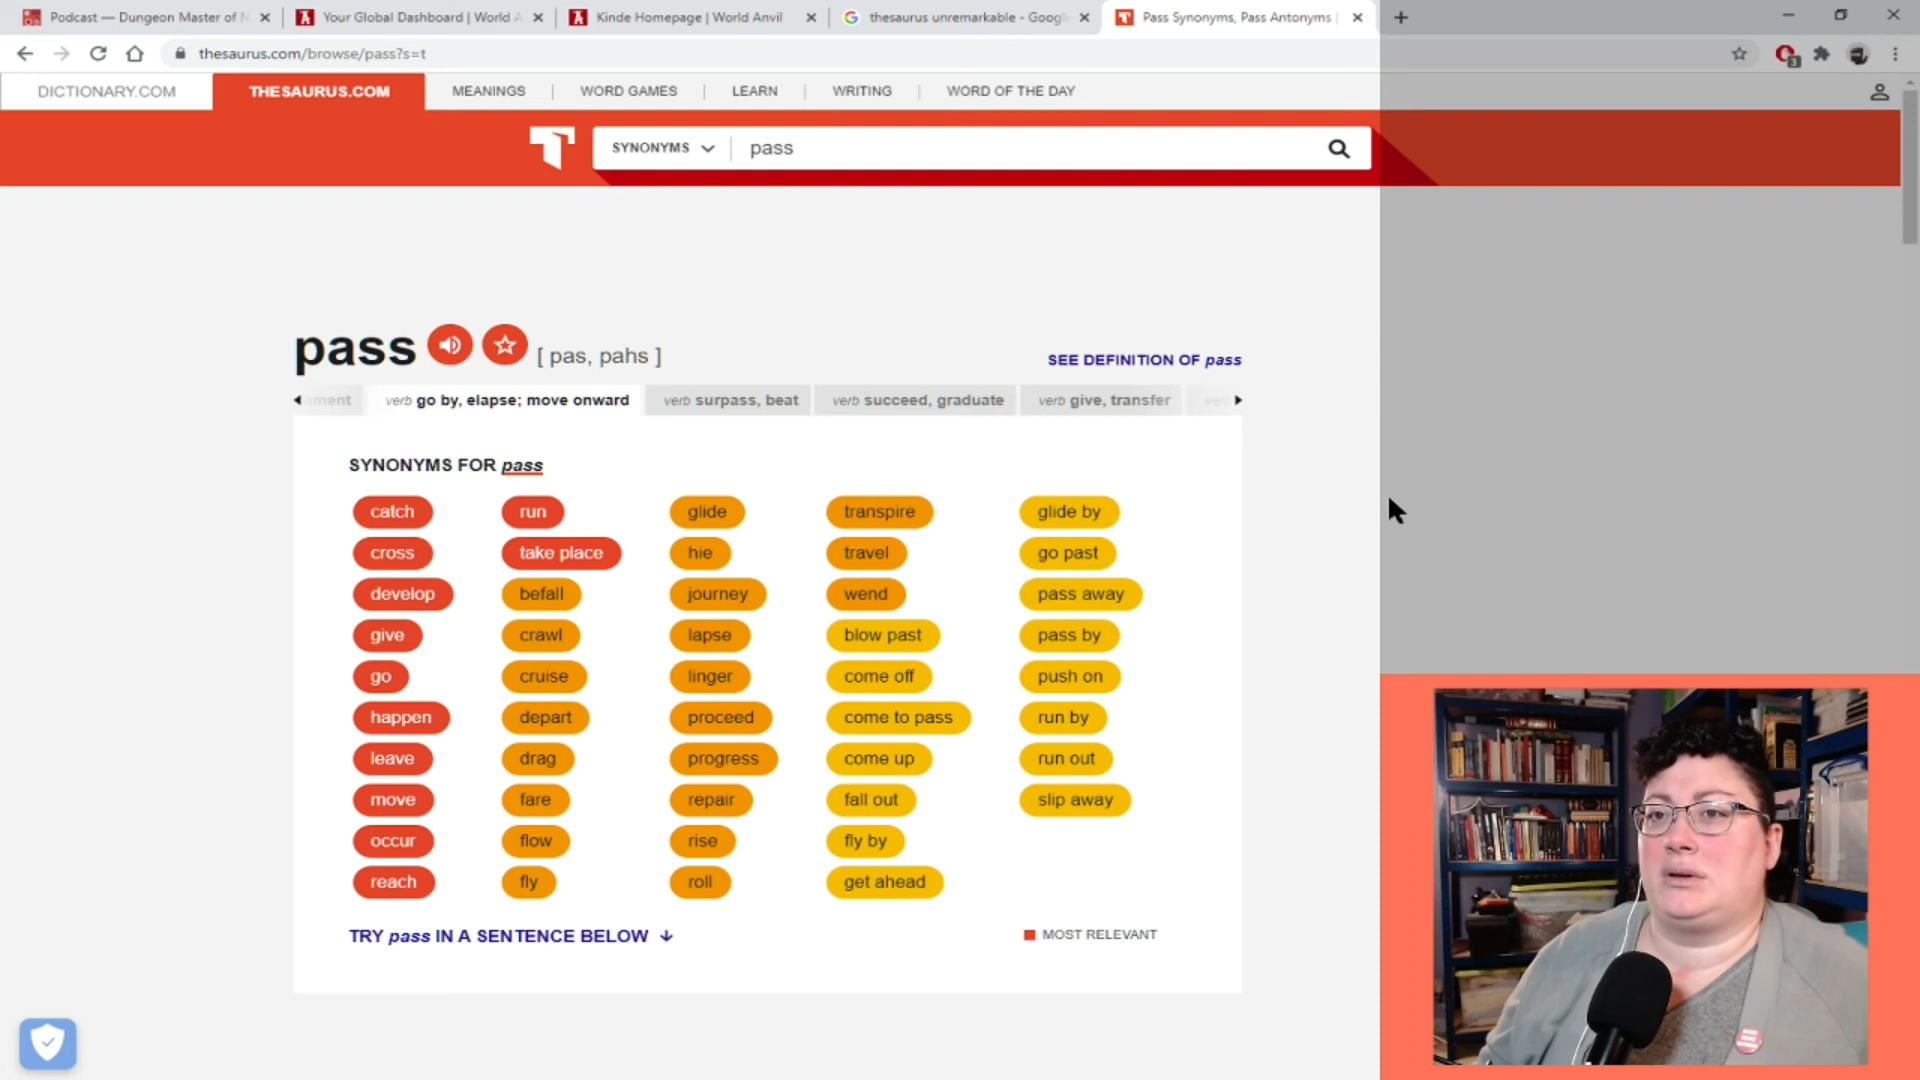 Podcast — Dungeon Master of N
Your Global Dashboard | World A
Kinde Homepage | World Anvil
thesaurus unremarkable - Googl
Pass Synonyms, Pass Antonyms |
thesaurus.com/browse/pass?s=t
3
DICTIONARY.COM
THESAURUS.COM
MEANINGS
WORD GAMES
LEARN
WRITING
WORD OF THE DAY
SYNONYMS
pass
pass
[ pas, pahs ]
SEE DEFINITION OF pass
ment
verb go by, elapse; move onward
verb surpass, beat
verb succeed, graduate
verb give, transfer
verb
SYNONYMS FOR pass
catch
cross
develop
give
go
happen
leave
move
occur
reach
run
take place
befall
crawl
cruise
depart
drag
fare
flow
fly
glide
hie
journey
lapse
linger
proceed
progress
repair
rise
roll
transpire
travel
wend
blow past
come off
come to pass
come up
fall out
fly by
get ahead
glide by
go past
pass away
pass by
push on
run by
run out
slip away
TRY pass IN A SENTENCE BELOW
MOST RELEVANT